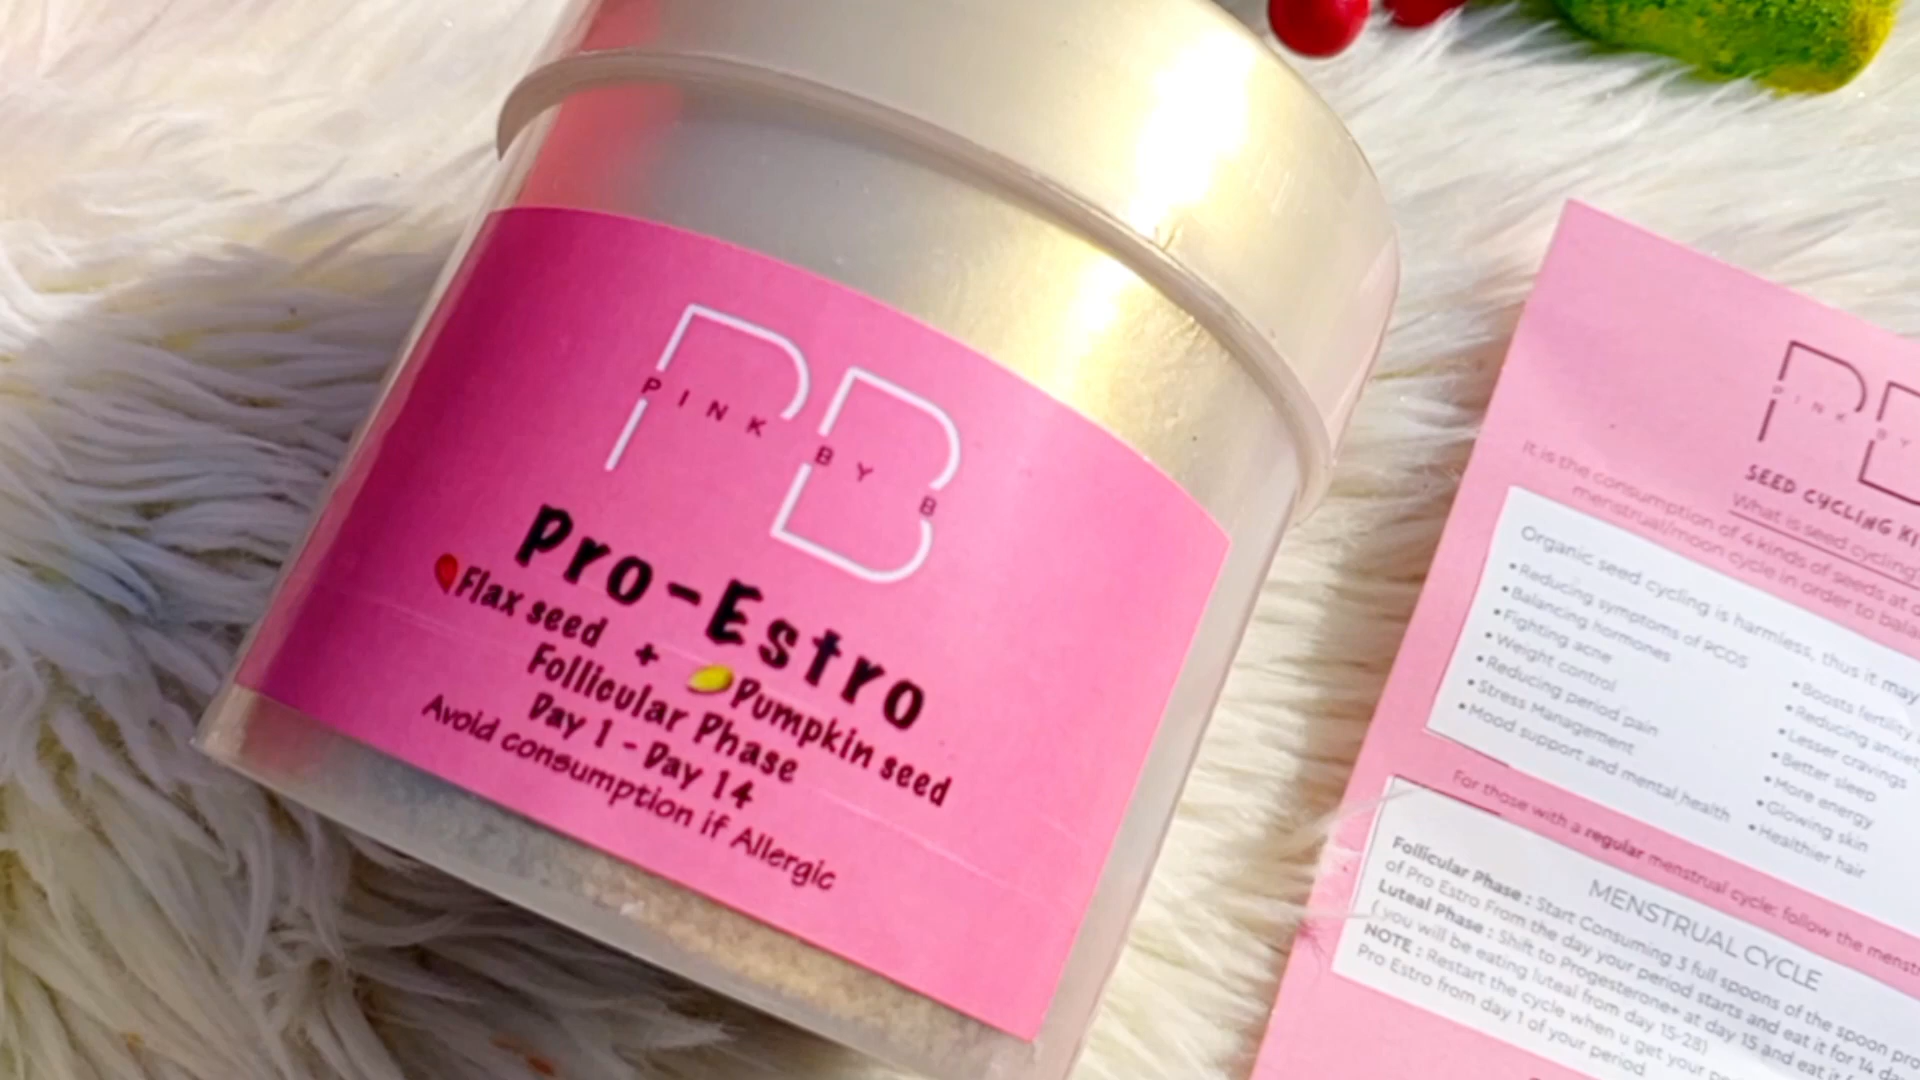 PINK BY B
Pro-Estro
Flax seed + Pumpkin seed
Follicular Phase
Day 1 - Day 14
Avoid consumption if Allergic
PB
PINK BY
SEED CYCLING
What is seed cycling
It is the consumption of 4 kinds of seeds at
menstrual/moon cycle in order to
Organic seed cycling is harmless, thus it may
• Reducing symptoms of PCOS
• Balancing hormones
• Fighting acne
• Weight control
• Reducing period pain
• Stress Management
• Mood support and mental health
• Boosts fertility
• Reducing
• Lesser cravings
• Better sleep
• More energy
• Glowing skin
• Healthier hair
For those with a regular menstrual cycle; follow the
MENSTRUAL CYCLE
Follicular Phase : Start Consuming 3 full spoons of the spoon
of Pro Estro From the day your period starts and eat it for 14
Luteal Phase : Shift to Progesterone+ at day 15 and eat it
( you will be eating luteal from day 15-28)
NOTE : Restart the cycle when u get your
Pro Estro from day 1 of your period